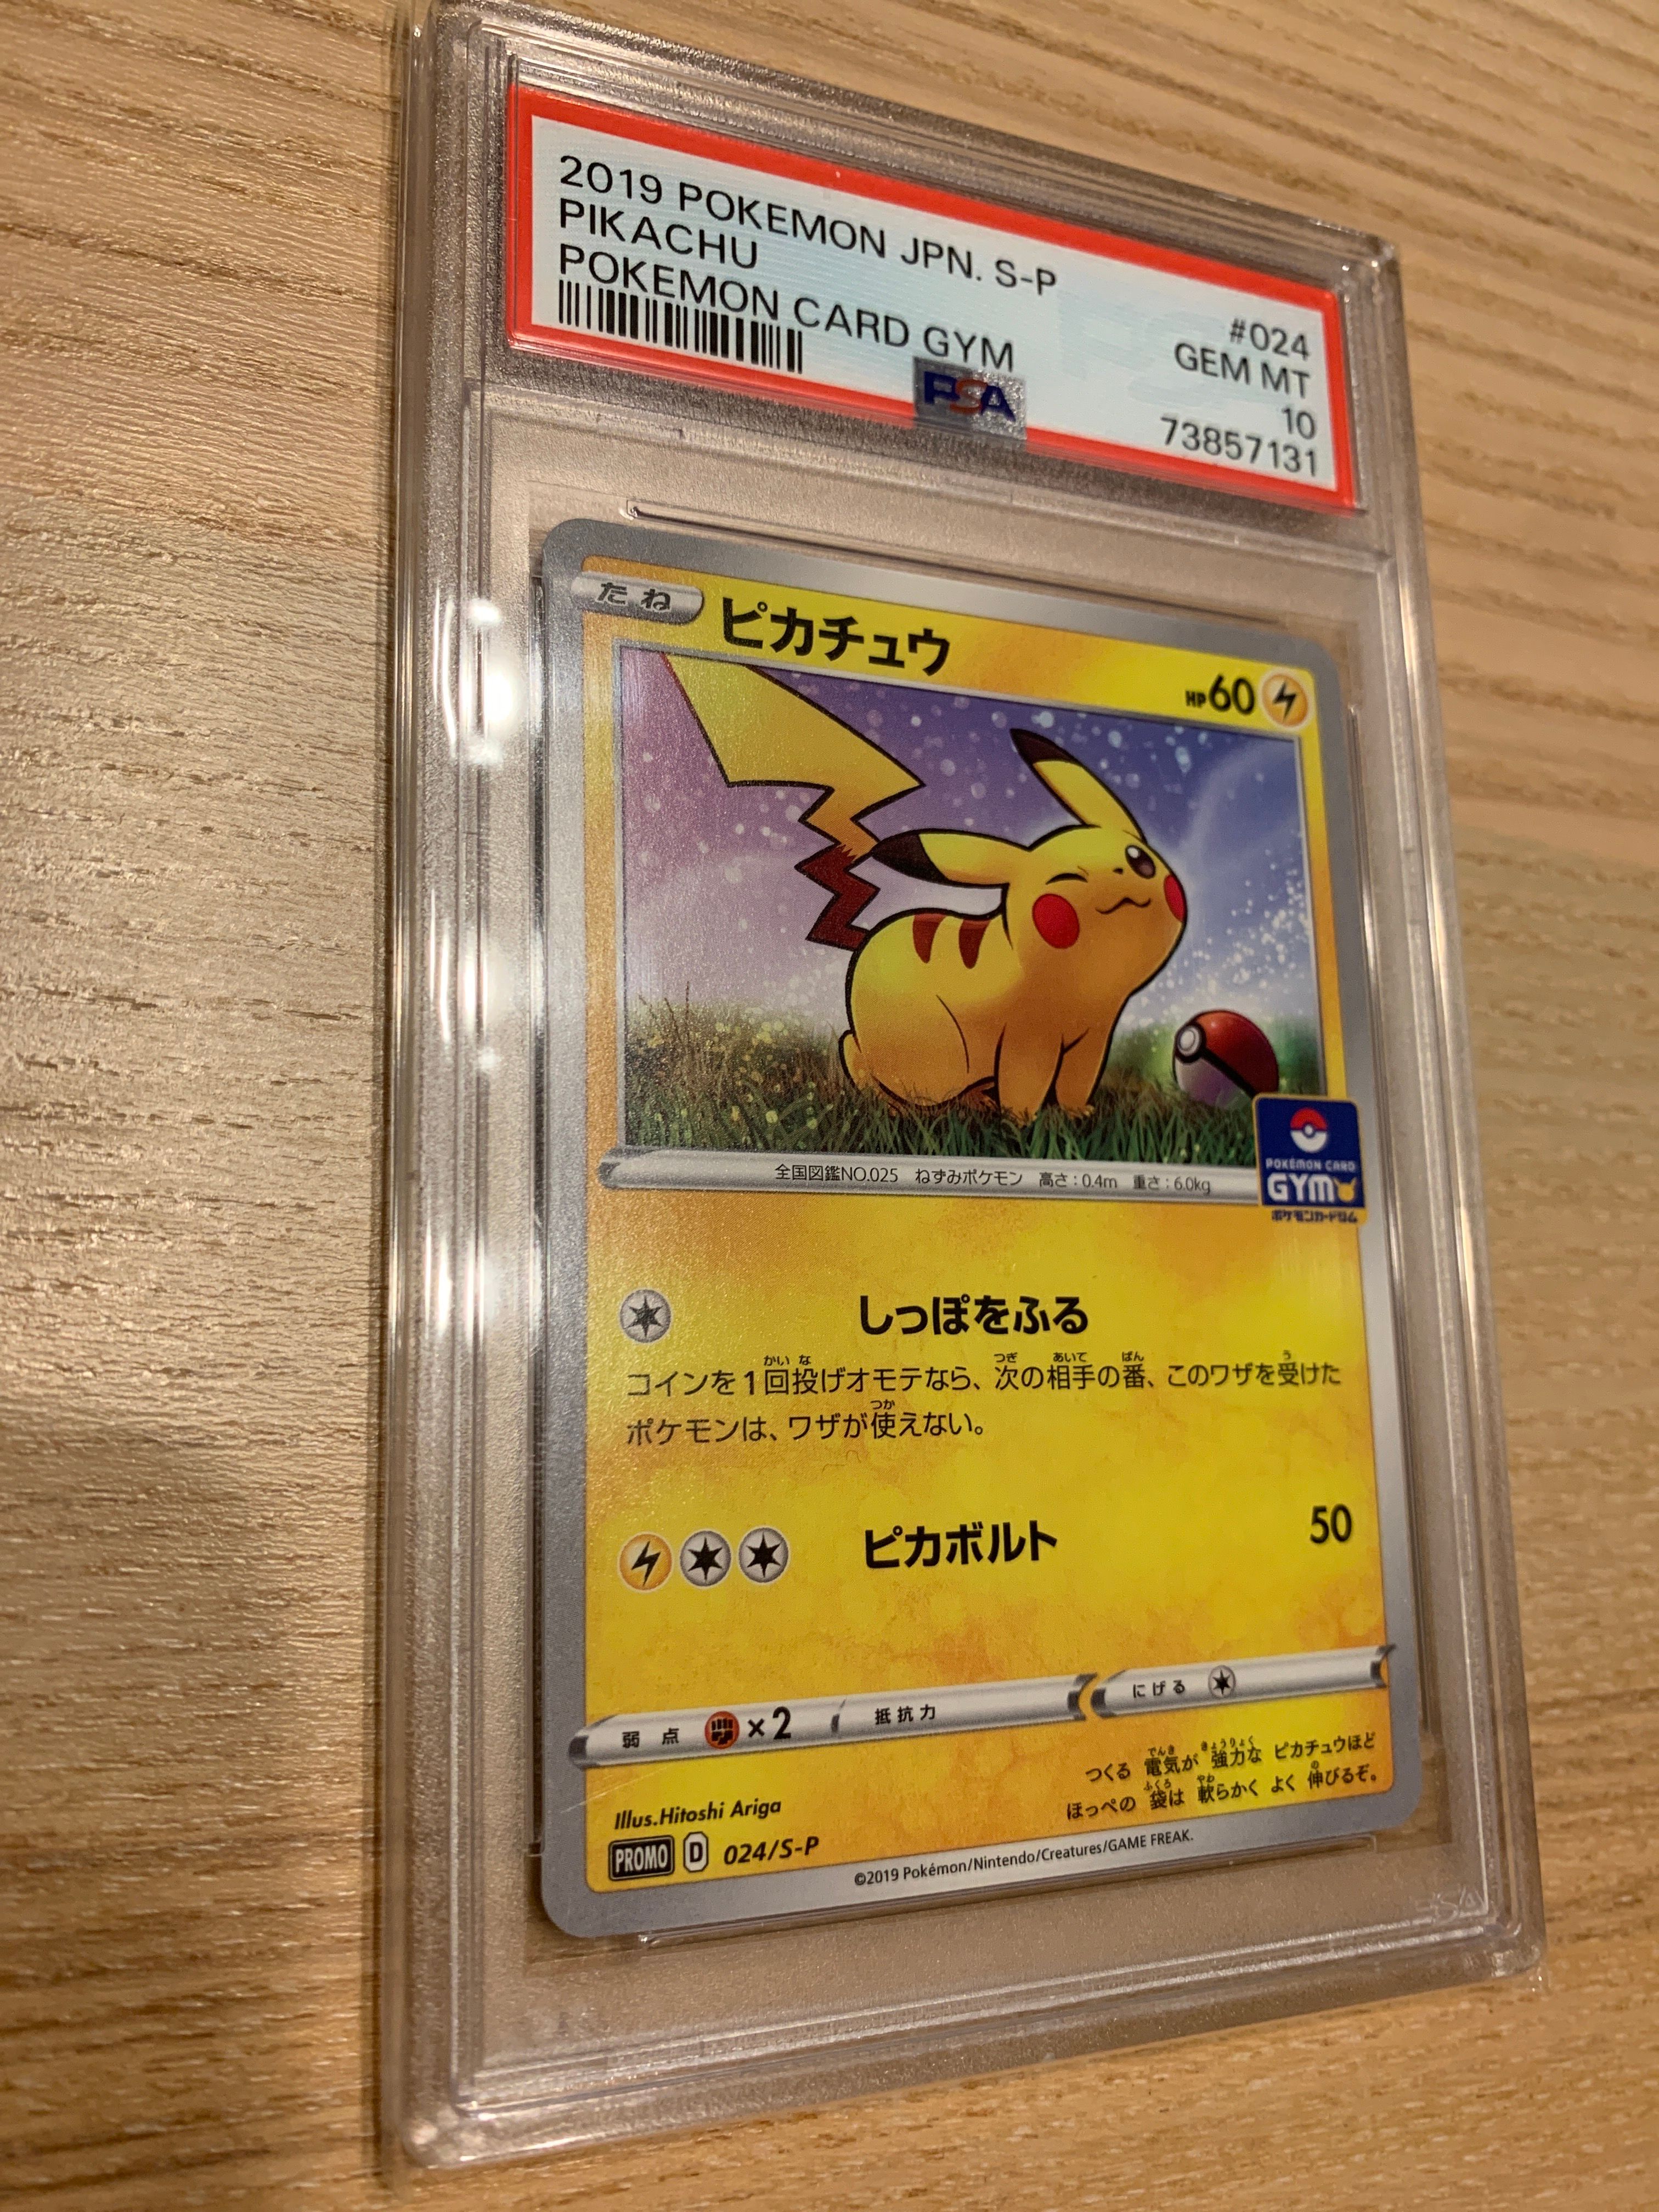 2019 POKEMON JPN. S-P
#024
PIKACHU
GEM MT
POKEMON CARD GYM
10
PSA
73857131
たね
ピカチュウ
HP60
全国図鑑NO.025 ねずみポケモン 高さ:0.4m 重さ:6.0kg
POKÉMON CARD
GYM
ポケモンカードジム
しっぽをふる
コインを1回投げオモテなら、次の相手の番、このワザを受けた
ポケモンは、ワザが使えない。
ピカボルト
50
弱点
×2
抵抗力
にげる
つくる 電気が 強力な ピカチュウほど
ほっぺの 袋は 軟らかく よく 伸びるぞ。
Illus.Hitoshi Ariga
PROMO D 024/S-P
©2019 Pokémon/Nintendo/Creatures/GAME FREAK.
PSA